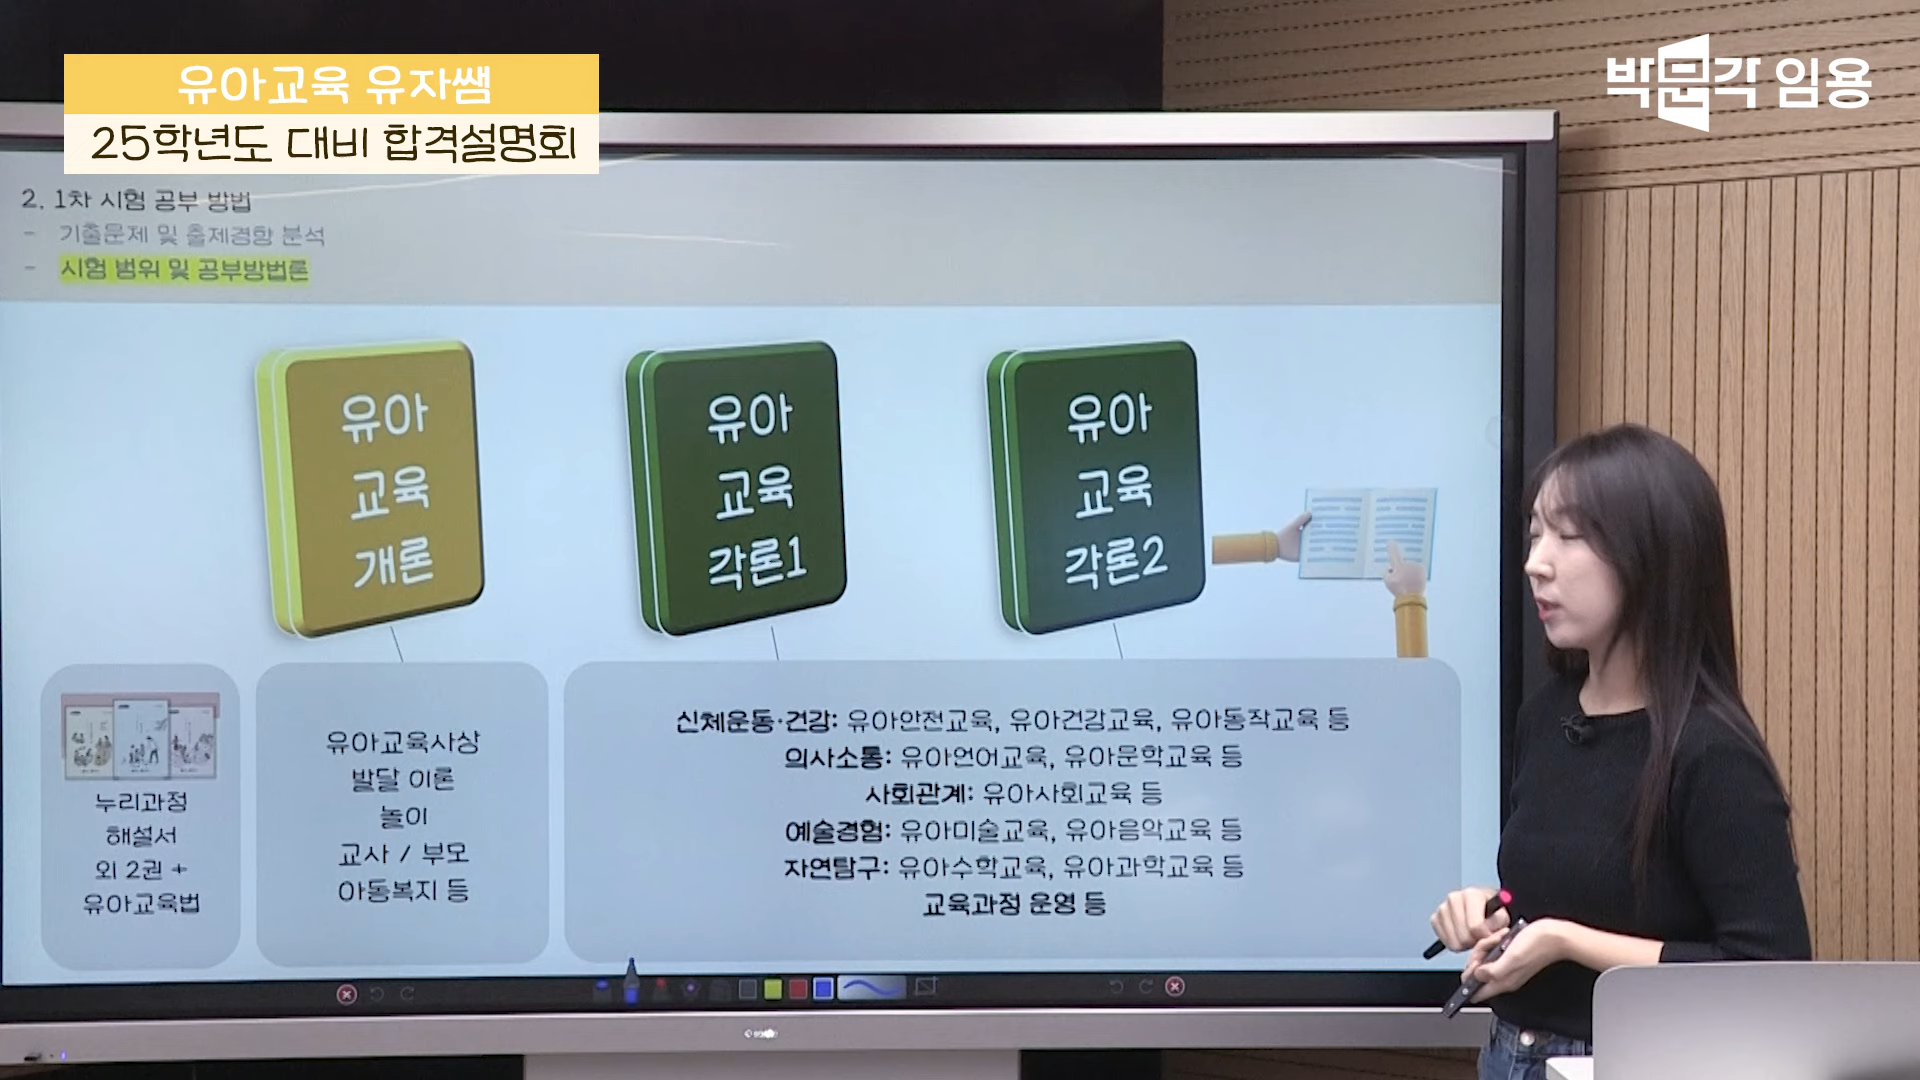 유아교육 유자쌤
25학년도 대비 합격설명회
박문각 임용
2. 1차 시험 공부 방법
- 기출문제 및 출제경향 분석
- 시험 범위 및 공부방법론
유아
교육
개론
유아
교육
각론1
유아
교육
각론2
누리과정
해설서
외 2권 +
유아교육법
유아교육사상
발달 이론
놀이
교사 / 부모
아동복지 등
신체운동·건강: 유아안전교육, 유아건강교육, 유아동작교육 등
의사소통: 유아언어교육, 유아문학교육 등
사회관계: 유아사회교육 등
예술경험: 유아미술교육, 유아음악교육 등
자연탐구: 유아수학교육, 유아과학교육 등
교육과정 운영 등